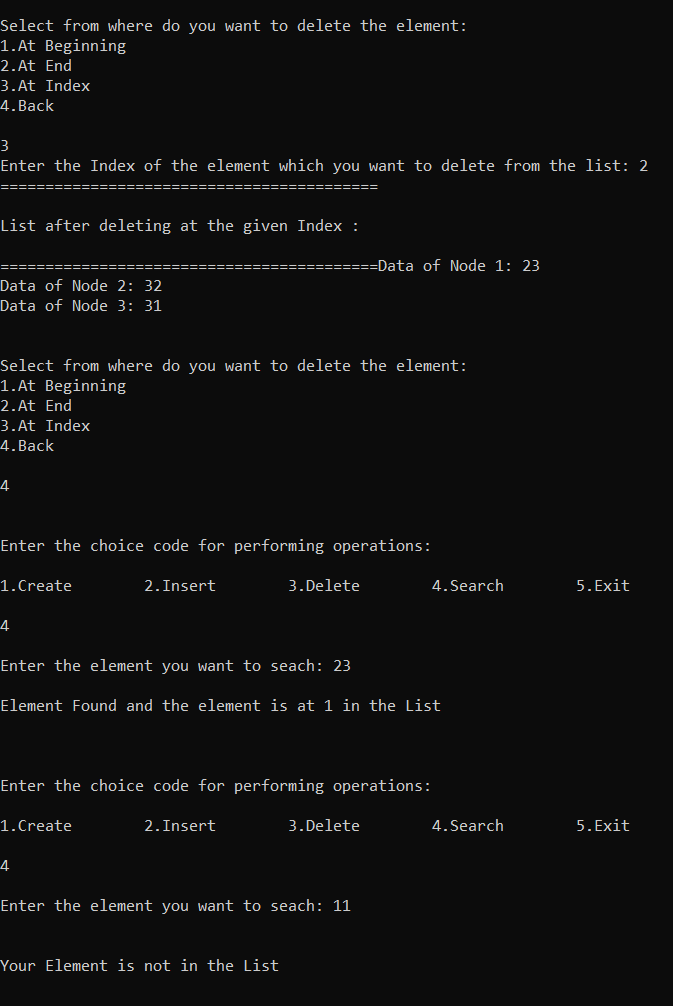 Select from where do you want to delete the element:
1.At Beginning
2.At End
3.At Index
4.Back
3
Enter the Index of the element which you want to delete from the list: 2
==========================================
List after deleting at the given Index :
==========================================Data of Node 1: 23
Data of Node 2: 32
Data of Node 3: 31
Select from where do you want to delete the element:
1.At Beginning
2.At End
3.At Index
4.Back
4
Enter the choice code for performing operations:
1.Create        2.Insert        3.Delete        4.Search        5.Exit
4
Enter the element you want to seach: 23
Element Found and the element is at 1 in the List
Enter the choice code for performing operations:
1.Create        2.Insert        3.Delete        4.Search        5.Exit
4
Enter the element you want to seach: 11
Your Element is not in the List